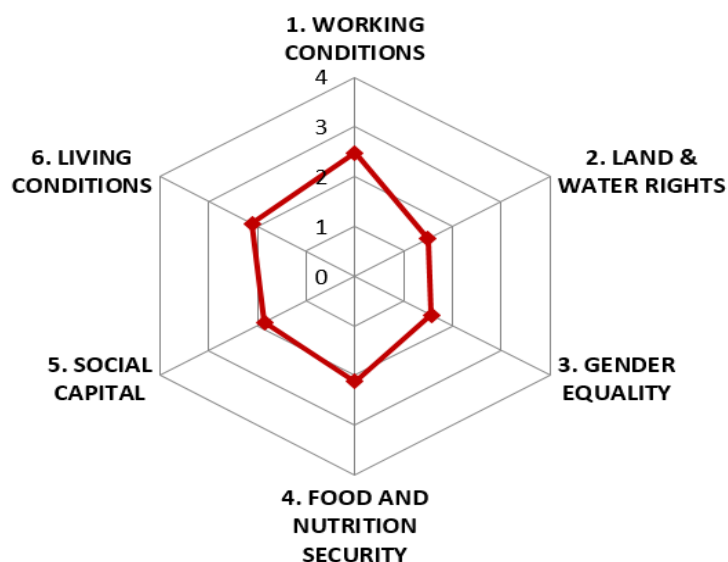 1. WORKING
CONDITIONS
4
3
2
1
0
2. LAND &
WATER RIGHTS
3. GENDER
EQUALITY
4. FOOD AND
NUTRITION
SECURITY
5. SOCIAL
CAPITAL
6. LIVING
CONDITIONS